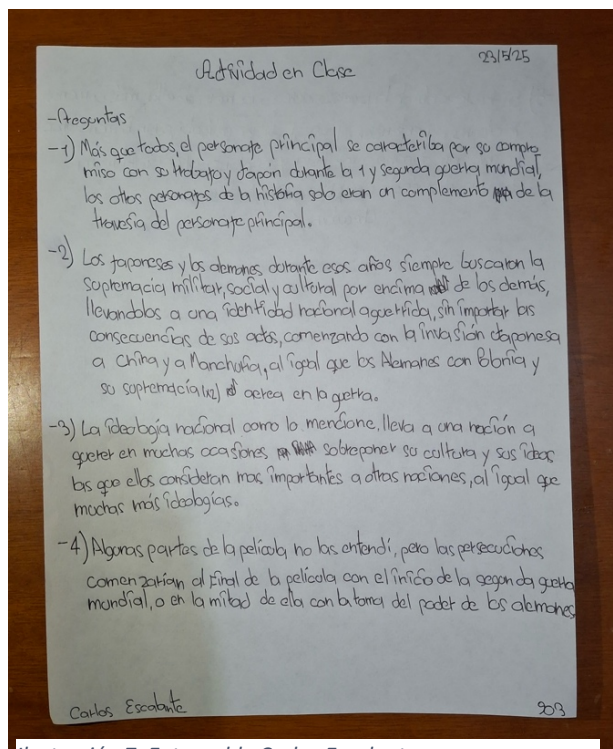 Actividad en Clase
23/5/25
-Preguntas
-1) Más que todos, el personaje principal se caracteriza por su compro
miso con su trabajo y Japón durante la 1 y segunda guerra mundial,
los otros personajes de la historia solo eran un complemento de la
travesía del personaje principal.
-2) Los japoneses y los alemanes durante esos años siempre buscaron la
supremacia militar, social y cultural por encima de los demás,
llevandolos a una identidad nacional aguerrida, sin importar las
consecuencias de sus actos, comenzando con la invasión Japonesa
a China y a Manchuria, al igual que los Alemanes con Polonia y
su supremacia (x2) aerea en la guerra.
-3) La ideologia nacional como lo mencione, lleva a una nación a
querer en muchas ocasiones sobreponer su cultura y sus ideas
las que ellos consideran mas importantes a otras naciones, al igual que
muchas más ideologías.
-4) Algunas partes de la película no las entendí, pero las persecuciones
comenzarían al final de la película con el inicio de la segunda guerra
mundial, o en la mitad de ella con la toma del poder de los alemanes
Carlos Escalante
903